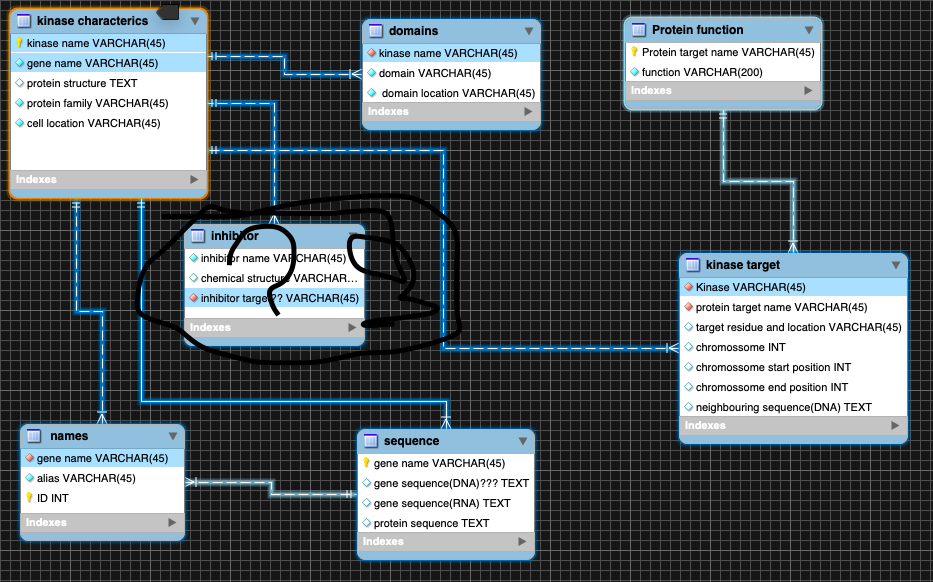 kinase characterics
kinase name VARCHAR(45)
gene name VARCHAR(45)
protein structure TEXT
protein family VARCHAR(45)
cell location VARCHAR(45)
Indexes
domains
kinase name VARCHAR(45)
domain VARCHAR(45)
domain location VARCHAR(45)
Indexes
Protein function
Protein target name VARCHAR(45)
function VARCHAR(200)
Indexes
inhibitor
inhibitor name VARCHAR(45)
chemical structure VARCHAR...
inhibitor target?? VARCHAR(45)
Indexes
kinase target
Kinase VARCHAR(45)
protein target name VARCHAR(45)
target residue and location VARCHAR(45)
chromossome INT
chromossome start position INT
chromossome end position INT
neighbouring sequence(DNA) TEXT
Indexes
names
gene name VARCHAR(45)
alias VARCHAR(45)
ID INT
Indexes
sequence
gene name VARCHAR(45)
gene sequence(DNA)??? TEXT
gene sequence(RNA) TEXT
protein sequence TEXT
Indexes